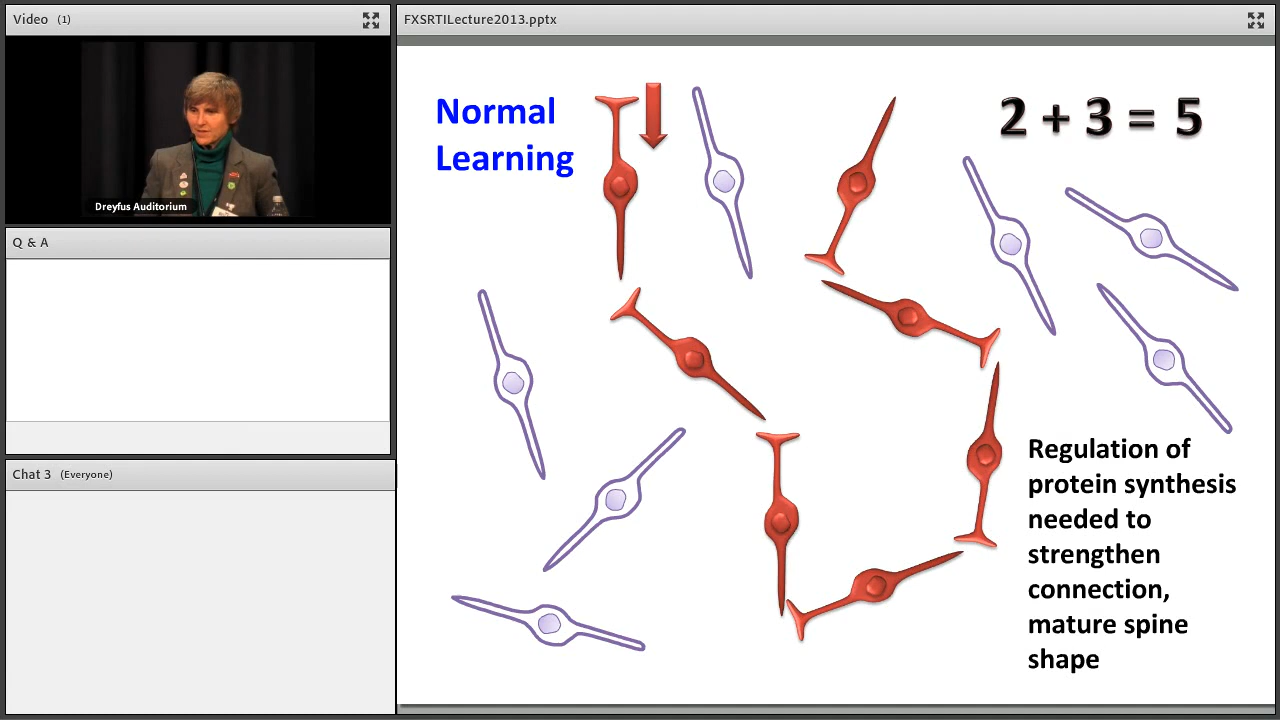 Video (1)
Dreyfus Auditorium
Q & A
Chat 3 (Everyone)
FXSRTILecture2013.pptx
Normal
Learning
2 + 3 = 5
Regulation of
protein synthesis
needed to
strengthen
connection,
mature spine
shape